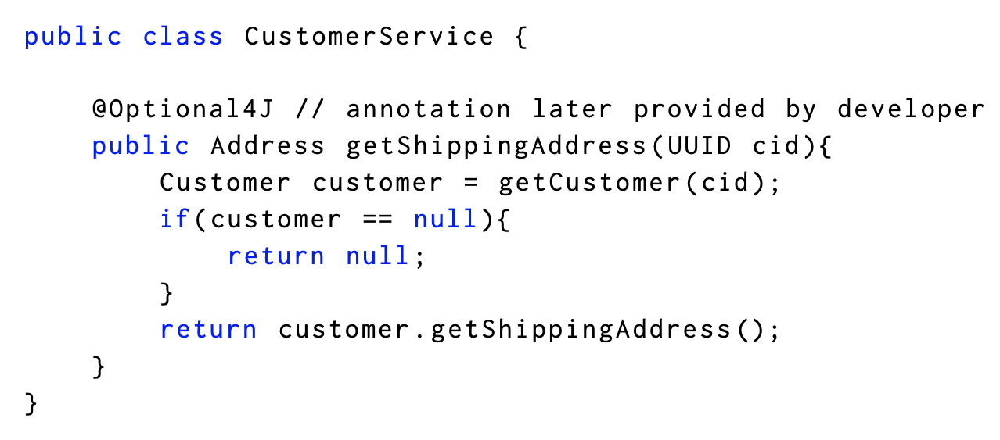 public class CustomerService {
@Optional4J // annotation later provided by developer
public Address getShippingAddress(UUID cid){
Customer customer = getCustomer(cid);
if(customer == null){
return null;
}
return customer.getShippingAddress();
}
}